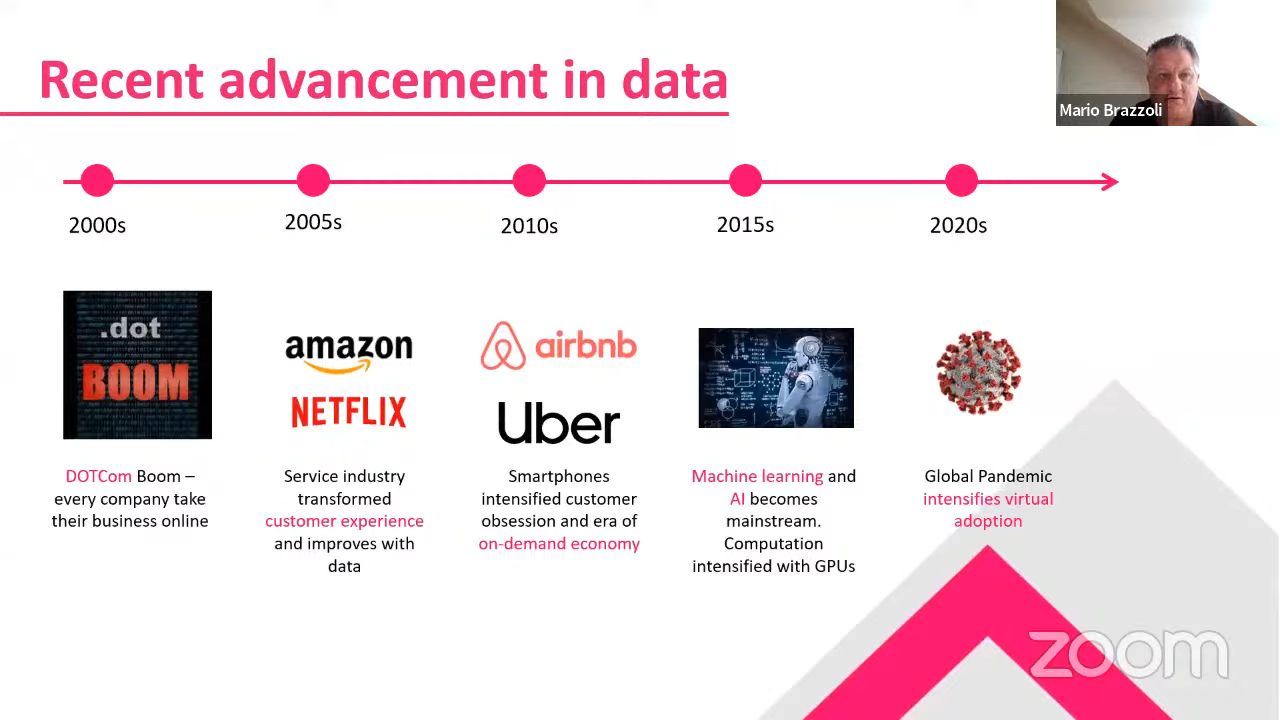 Recent advancement in data
Mario Brazzoli
2000s
2005s
2010s
2015s
2020s
.dot
BOOM
amazon
NETFLIX
airbnb
Uber
DOTCom Boom –
every company take
their business online
Service industry
transformed
customer experience
and improves with
data
Smartphones
intensified customer
obsession and era of
on-demand economy
Machine learning and
AI becomes
mainstream.
Computation
intensified with GPUs
Global Pandemic
intensifies virtual
adoption
zoom